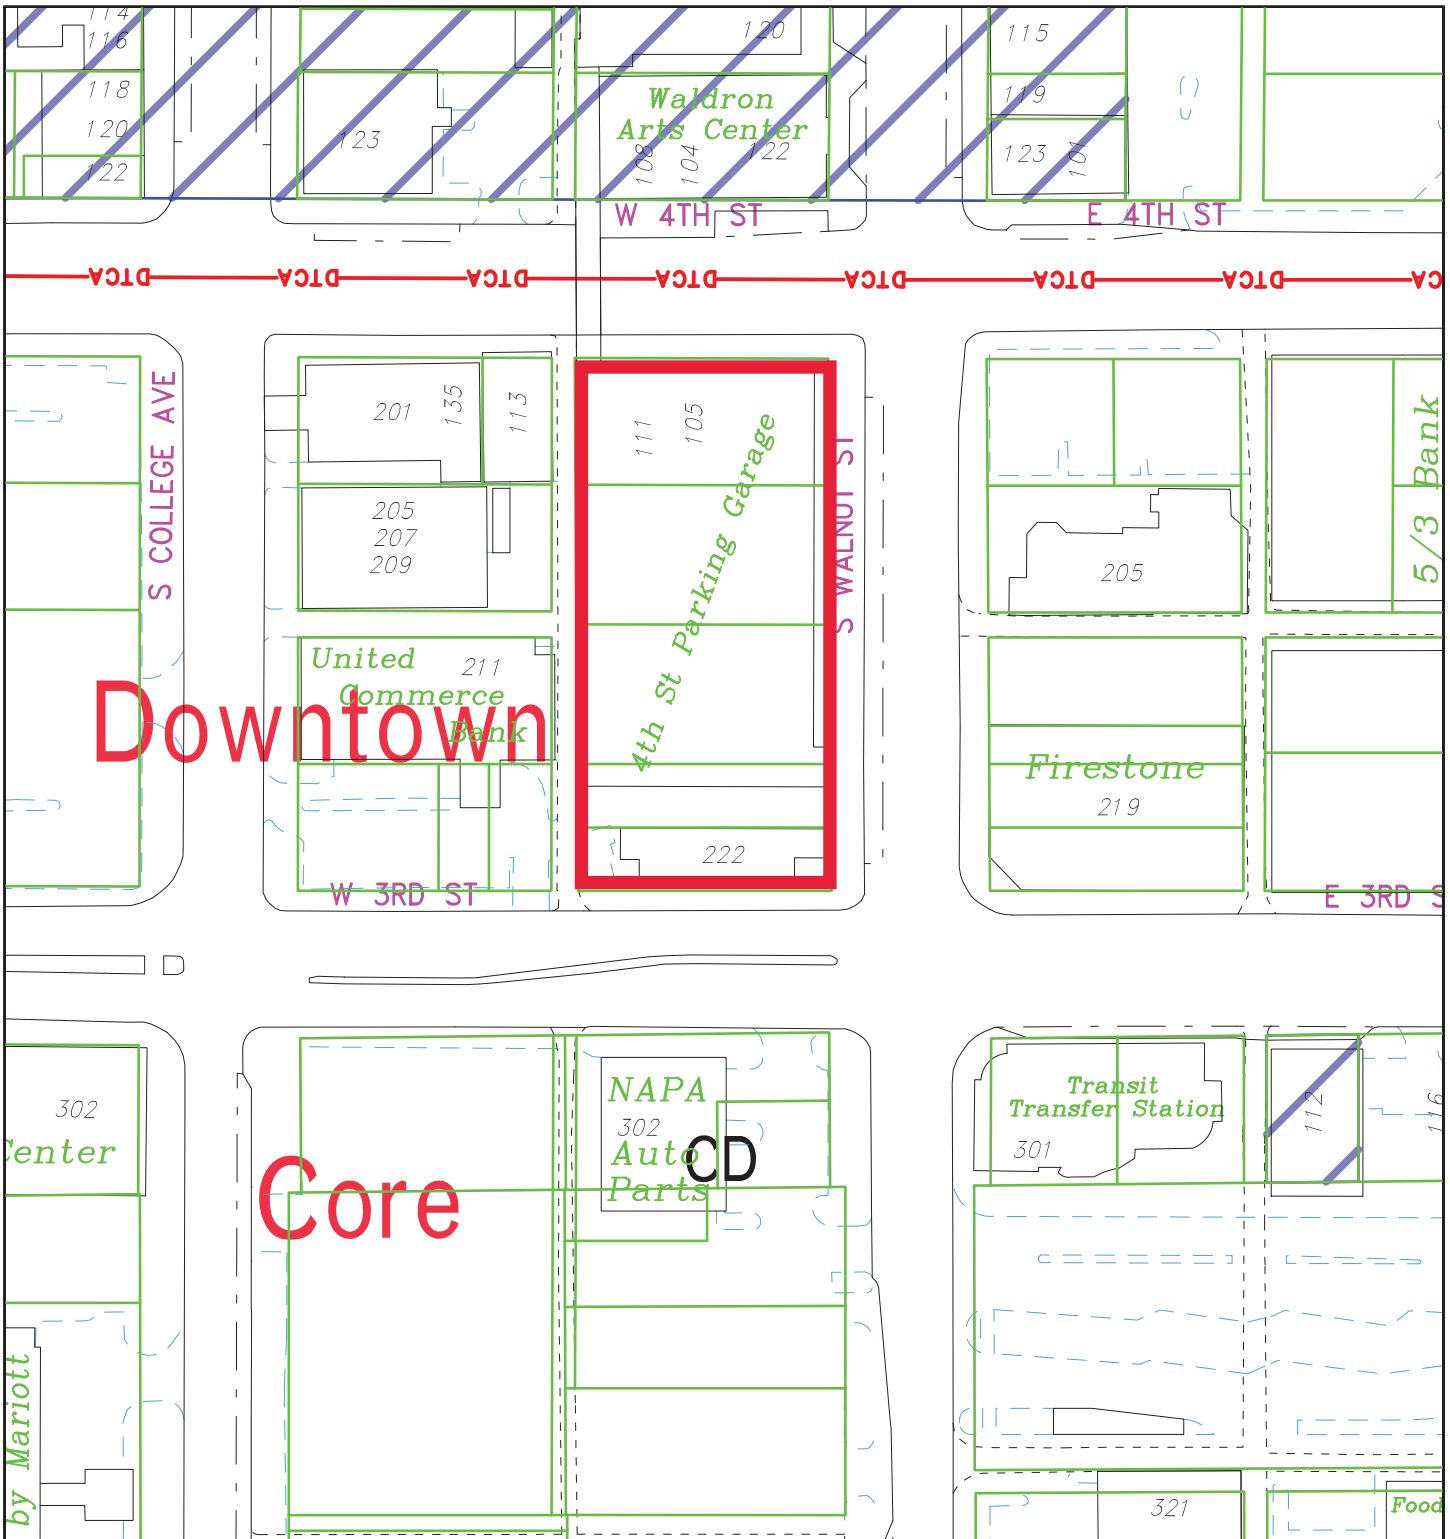 114
116
118
120
122
123
120
Waldron
Arts Center
108
104
122
115
119
123
101
W 4TH ST
E 4TH ST
DTCA
DTCA
DTCA
DTCA
DTCA
DTCA
DTCA
CA
S COLLEGE AVE
201
135
113
111
105
4th St Parking Garage
S WALNUT ST
5/3 Bank
205
207
209
205
United
Commerce
Bank
211
Downtown
Firestone
219
222
W 3RD ST
E 3RD S
302
Center
NAPA
302
Auto
Parts
CD
Core
Transit
Transfer Station
301
112
116
by Mariott
321
Food